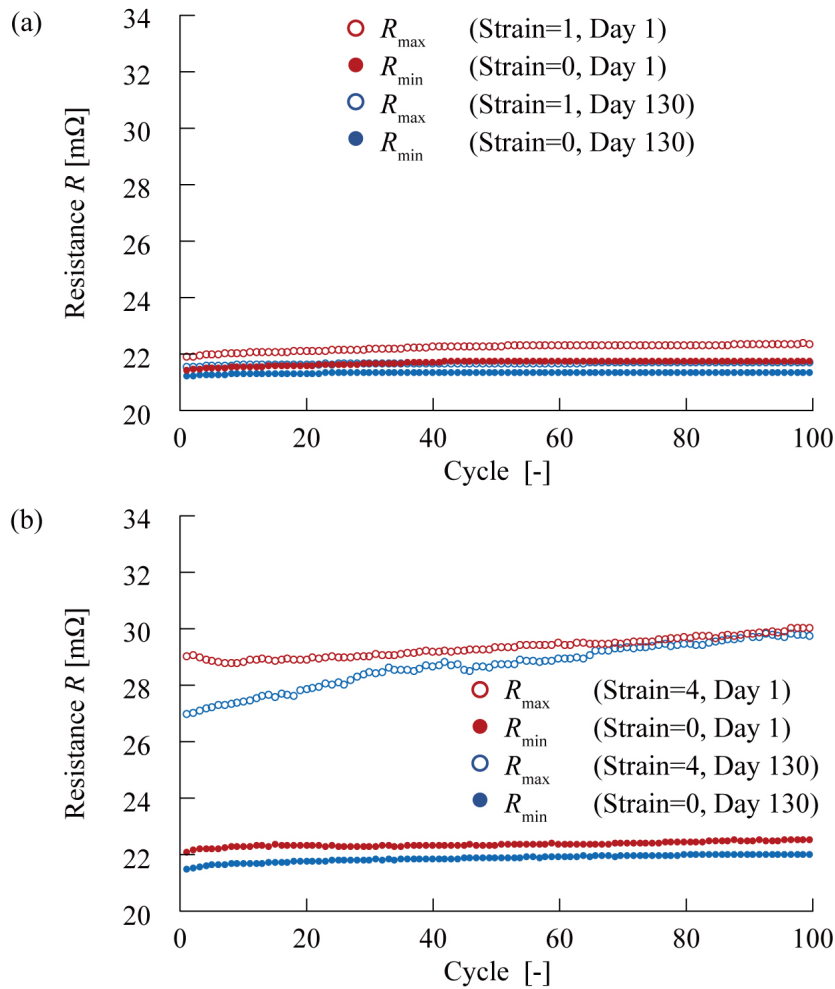 (a)
34
32
30
28
26
24
22
20
Resistance R [mΩ]
Rmax (Strain=1, Day 1)
Rmin (Strain=0, Day 1)
Rmax (Strain=1, Day 130)
Rmin (Strain=0, Day 130)
0 20 40 60 80 100
Cycle [-]
(b)
34
32
30
28
26
24
22
20
Resistance R [mΩ]
Rmax (Strain=4, Day 1)
Rmin (Strain=0, Day 1)
Rmax (Strain=4, Day 130)
Rmin (Strain=0, Day 130)
0 20 40 60 80 100
Cycle [-]